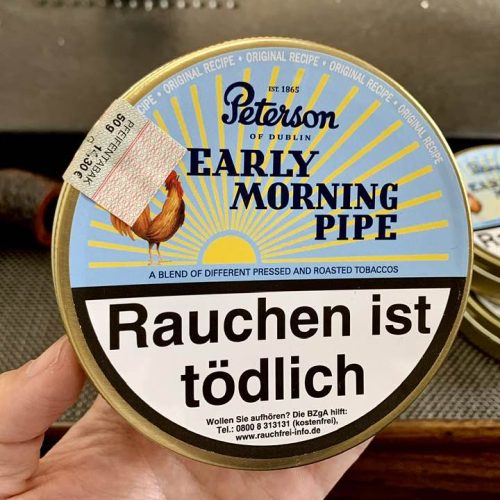 ORIGINAL RECIPE • ORIGINAL RECIPE • ORIGINAL RECIPE
EST. 1865
Peterson
OF DUBLIN
EARLY
MORNING
PIPE
A BLEND OF DIFFERENT PRESSED AND ROASTED TOBACCOS
PFEIFENTABAK
50g
Rauchen ist
tödlich
Wollen Sie aufhören? Die BZgA hilft:
Tel.: 0800 8 313131 (kostenfrei),
www.rauchfrei-info.de